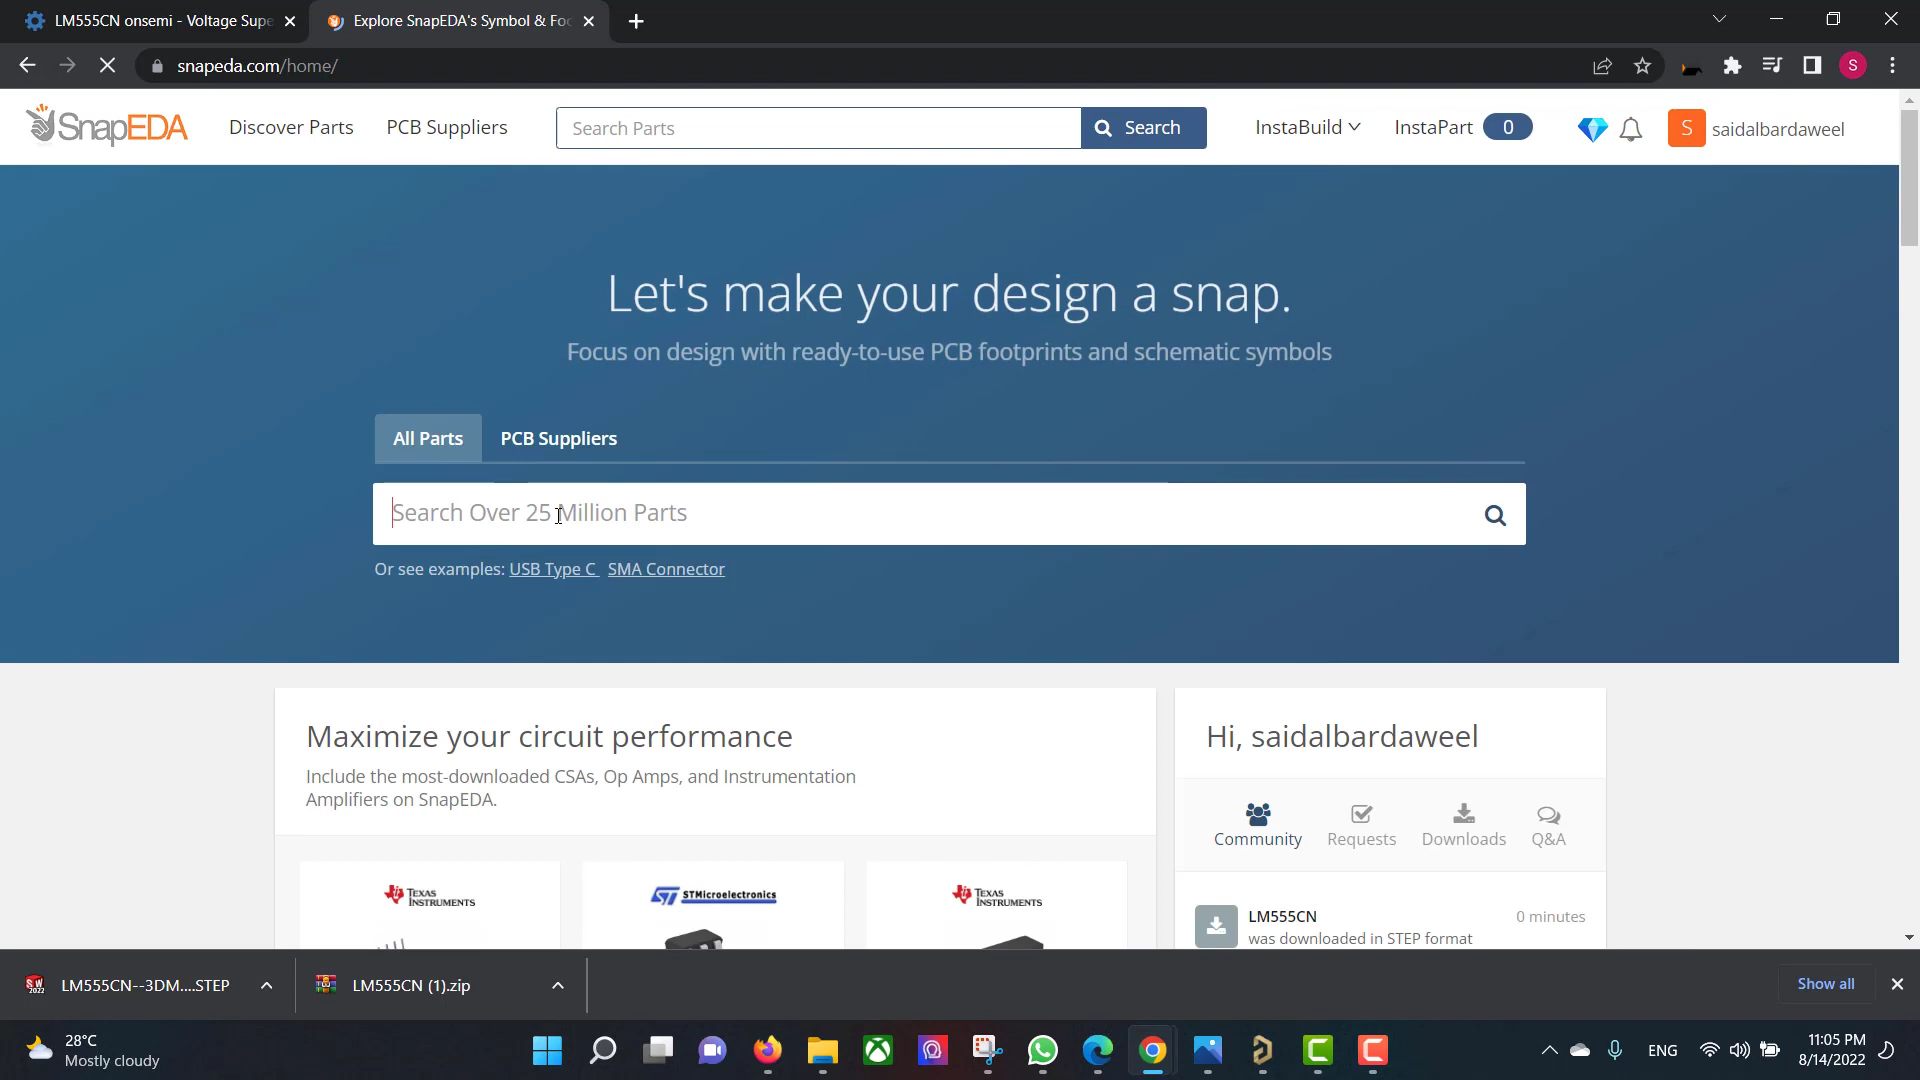 LM555CN onsemi - Voltage Supe
Explore SnapEDA's Symbol & Foo
snapeda.com/home/
S
SnapEDA
Discover Parts
PCB Suppliers
Search Parts
Search
InstaBuild
InstaPart
0
S
saidalbardaweel
Let's make your design a snap.
Focus on design with ready-to-use PCB footprints and schematic symbols
All Parts
PCB Suppliers
Search Over 25 Million Parts
Or see examples: USB Type C SMA Connector
Maximize your circuit performance
Include the most-downloaded CSAs, Op Amps, and Instrumentation
Amplifiers on SnapEDA.
TEXAS INSTRUMENTS
STMicroelectronics
TEXAS INSTRUMENTS
Hi, saidalbardaweel
Community
Requests
Downloads
Q&A
LM555CN
0 minutes
was downloaded in STEP format
LM555CN--3DM....STEP
LM555CN (1).zip
Show all
28°C
Mostly cloudy
ENG
11:05 PM
8/14/2022